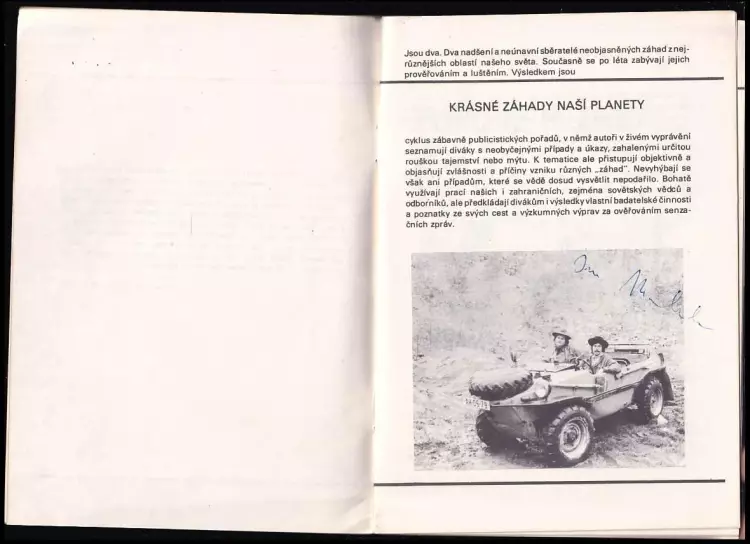 Jsou dva. Dva nadšení a neúnavní sběratelé neobjasněných záhad z nej-
různějších oblastí našeho světa. Současně se po léta zabývají jejich
prověřováním a luštěním. Výsledkem jsou
KRÁSNÉ ZÁHADY NAŠÍ PLANETY
cyklus zábavně publicistických pořadů, v němž autoři v živém vyprávění
seznamují diváky s neobyčejnými případy a úkazy, zahalenými určitou
rouškou tajemství nebo mýtu. K tematice ale přistupují objektivně a
objasňují zvláštnosti a příčiny vzniku různých „záhad". Nevyhýbají se
však ani případům, které se vědě dosud vysvětlit nepodařilo. Bohatě
využívají prací našich i zahraničních, zejména sovětských vědců a
odborníků, ale předkládají divákům i výsledky vlastní badatelské činnosti
a poznatky ze svých cest a výzkumných výprav za ověřováním senza-
čních zpráv.